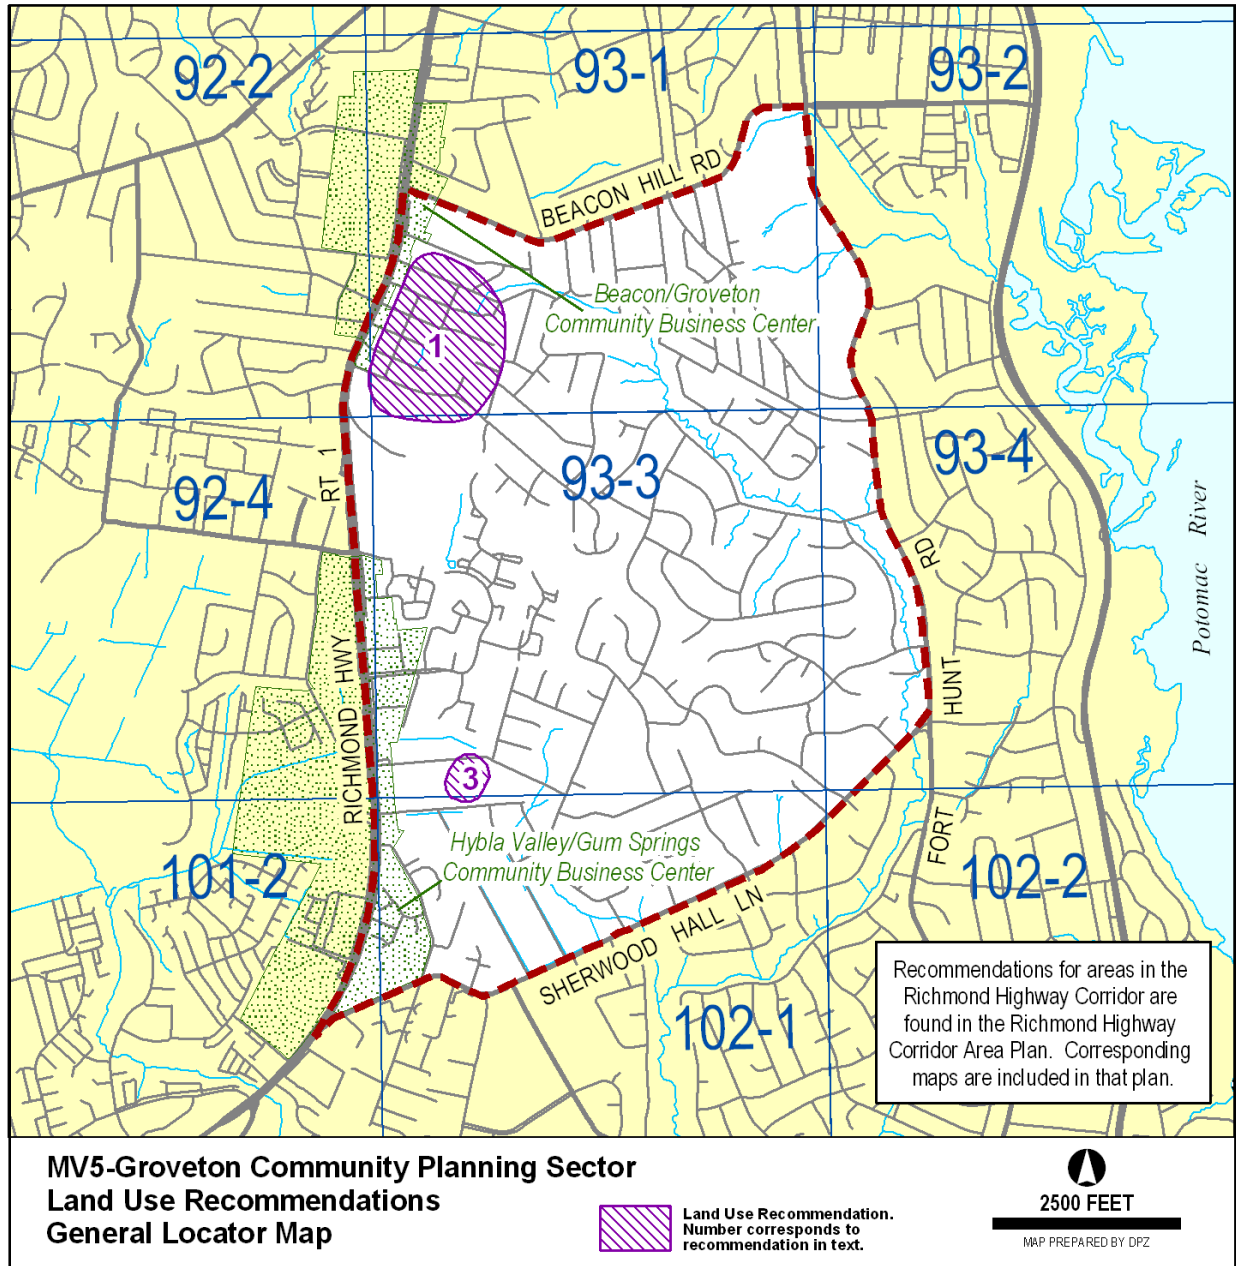 92-2
93-1
93-2
BEACON HILL RD
Beacon/Groveton
Community Business Center
1
RT 1
92-4
93-3
93-4
RD
Potomac River
HUNT
RICHMOND HWY
3
Hybla Valley/Gum Springs
Community Business Center
FORT
101-2
102-2
SHERWOOD HALL LN
102-1
Recommendations for areas in the
Richmond Highway Corridor are
found in the Richmond Highway
Corridor Area Plan. Corresponding
maps are included in that plan.
MV5-Groveton Community Planning Sector
Land Use Recommendations
General Locator Map
Land Use Recommendation.
Number corresponds to
recommendation in text.
2500 FEET
MAP PREPARED BY DPZ